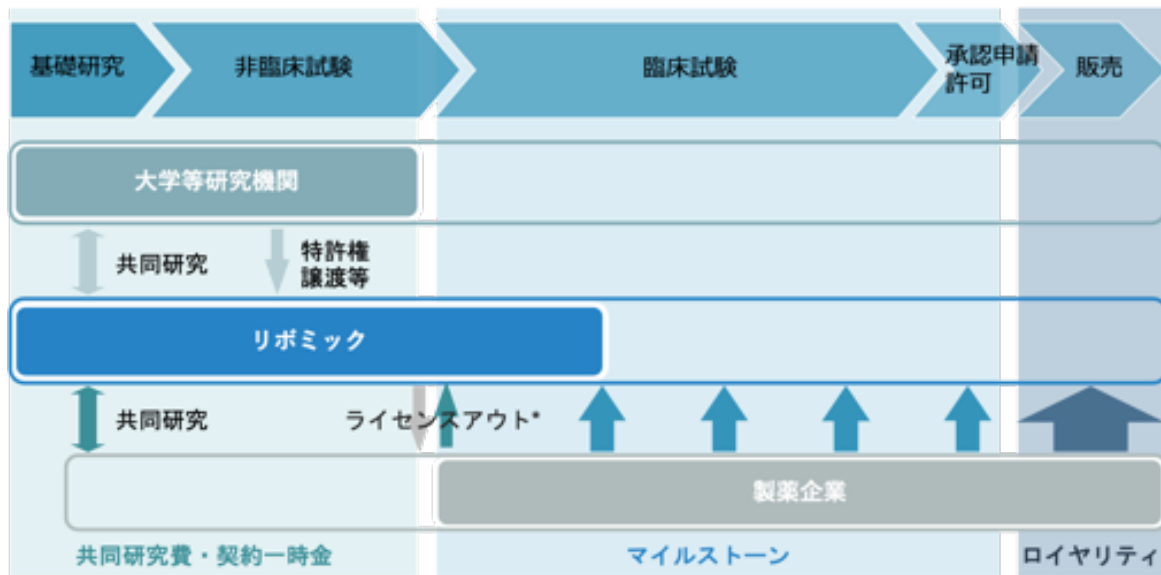 基礎研究
非臨床試験
臨床試験
承認申請
許可
販売
大学等研究機関
共同研究
特許権
譲渡等
リボミック
共同研究
ライセンスアウト*
製薬企業
共同研究費・契約一時金
マイルストーン
ロイヤリティ